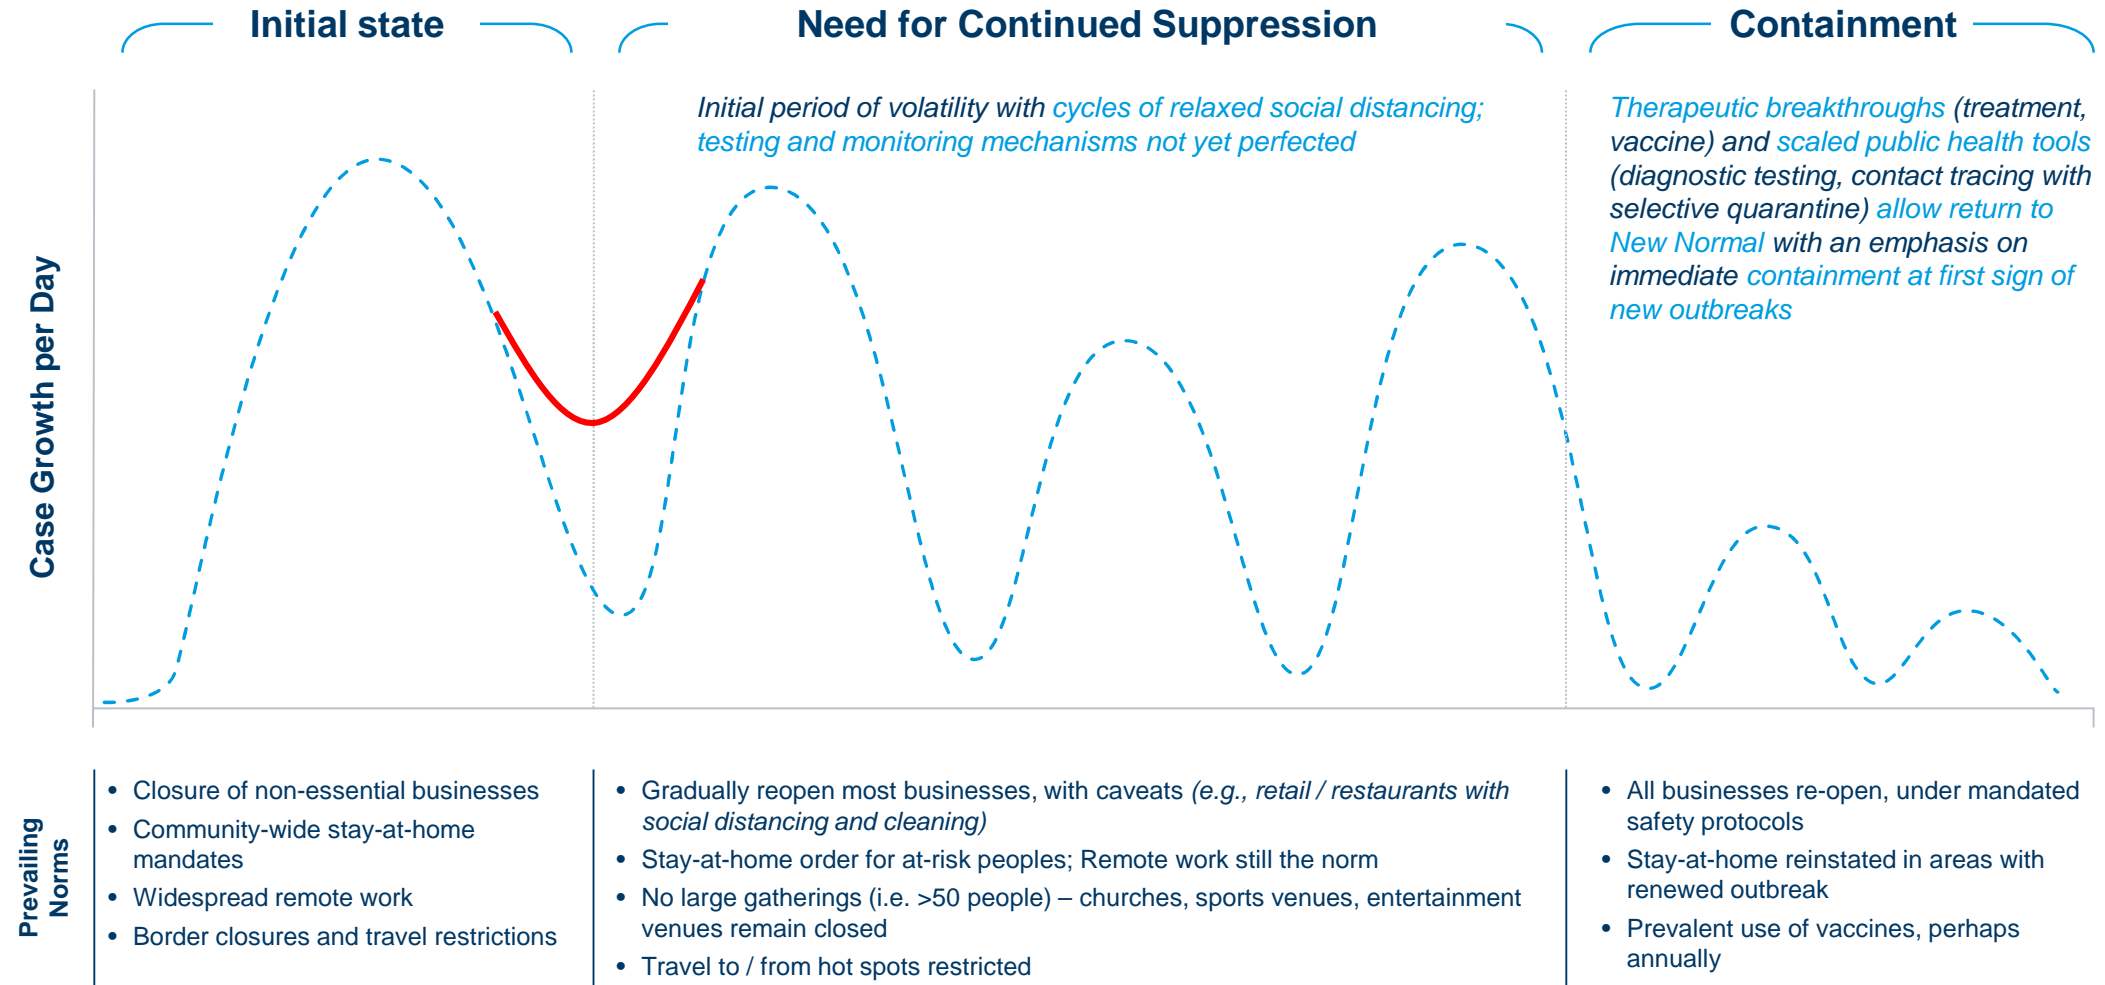 Initial state
Need for Continued Suppression
Containment
Initial period of volatility with cycles of relaxed social distancing;
testing and monitoring mechanisms not yet perfected
Therapeutic breakthroughs (treatment,
vaccine) and scaled public health tools
(diagnostic testing, contact tracing with
selective quarantine) allow return to
New Normal with an emphasis on
immediate containment at first sign of
new outbreaks
Case Growth per Day
Prevailing
Norms
• Closure of non-essential businesses
• Community-wide stay-at-home
mandates
• Widespread remote work
• Border closures and travel restrictions
• Gradually reopen most businesses, with caveats (e.g., retail / restaurants with
social distancing and cleaning)
• Stay-at-home order for at-risk peoples; Remote work still the norm
• No large gatherings (i.e. >50 people) – churches, sports venues, entertainment
venues remain closed
• Travel to / from hot spots restricted
• All businesses re-open, under mandated
safety protocols
• Stay-at-home reinstated in areas with
renewed outbreak
• Prevalent use of vaccines, perhaps
annually